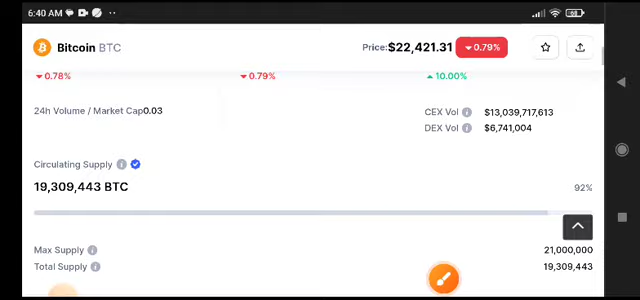 6:40 AM
Bitcoin BTC Price:$22,421.31 0.79%
0.78% 0.79% 10.00%
24h Volume / Market Cap0.03
CEX Vol $13,039,717,613
DEX Vol $6,741,004
Circulating Supply
19,309,443 BTC 92%
Max Supply 21,000,000
Total Supply 19,309,443